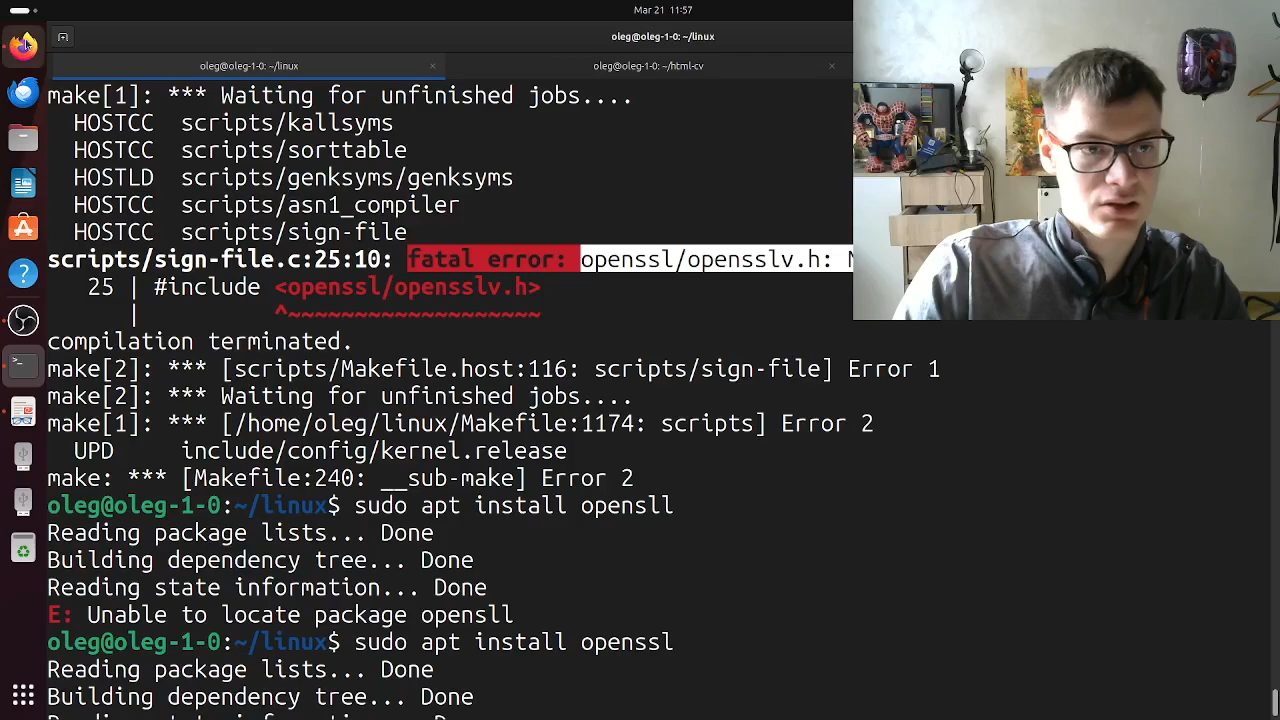 Mar 21 11:57
oleg@oleg-1-0: ~/linux
oleg@oleg-1-0: ~/linux
oleg@oleg-1-0: ~/html-cv
make[1]: *** Waiting for unfinished jobs....
HOSTCC scripts/kallsyms
HOSTCC scripts/sorttable
HOSTLD scripts/genksyms/genksyms
HOSTCC scripts/asn1_compiler
HOSTCC scripts/sign-file
scripts/sign-file.c:25:10: fatal error: openssl/opensslv.h:
25 | #include <openssl/opensslv.h>
| ^~~~~~~~~~~~~~~~~~~~
compilation terminated.
make[2]: *** [scripts/Makefile.host:116: scripts/sign-file] Error 1
make[2]: *** Waiting for unfinished jobs....
make[1]: *** [/home/oleg/linux/Makefile:1174: scripts] Error 2
UPD include/config/kernel.release
make: *** [Makefile:240: __sub-make] Error 2
oleg@oleg-1-0:~/linux$ sudo apt install opensll
Reading package lists... Done
Building dependency tree... Done
Reading state information... Done
E: Unable to locate package opensll
oleg@oleg-1-0:~/linux$ sudo apt install openssl
Reading package lists... Done
Building dependency tree... Done